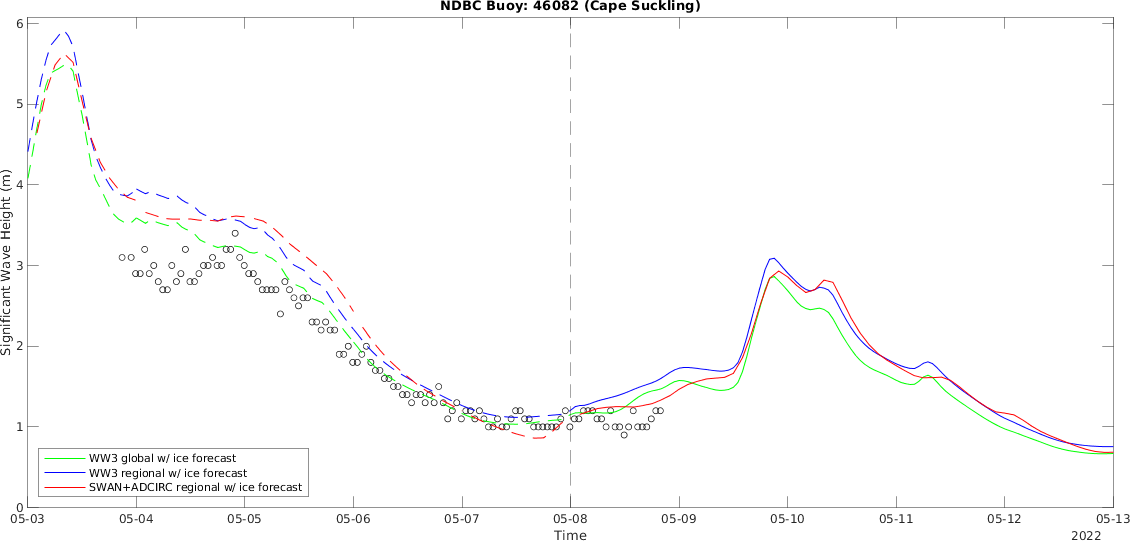 NDBC Buoy: 46082 (Cape Suckling)
Significant Wave Height (m)
6
5
4
3
2
1
0
WW3 global w/ ice forecast
WW3 regional w/ ice forecast
SWAN+ADCIRC regional w/ ice forecast
05-03 05-04 05-05 05-06 05-07 05-08 05-09 05-10 05-11 05-12 05-13
Time
2022